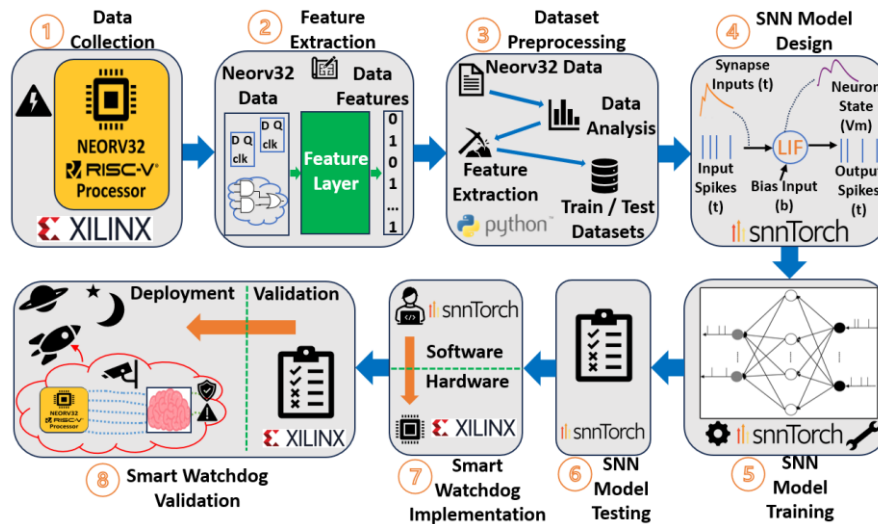 1 Data
Collection
NEORV32
RISC-V®
Processor
XILINX
2 Feature
Extraction
Neorv32
Data
Data
Features
D Q
clk
D Q
clk
Feature
Layer
0
1
0
1
...
1
3 Dataset
Preprocessing
Neorv32 Data
Data
Analysis
Feature
Extraction
Train / Test
Datasets
python™
4 SNN Model
Design
Synapse
Inputs (t)
Neuron
State
(Vm)
LIF
Input
Spikes
(t)
Bias Input
(b)
Output
Spikes
(t)
snnTorch
snnTorch
5 SNN
Model
Training
snnTorch
6 SNN
Model
Testing
snnTorch
Software
Hardware
XILINX
7 Smart
Watchdog
Implementation
Deployment
Validation
NEORV32
RISC-V®
Processor
XILINX
8 Smart Watchdog
Validation